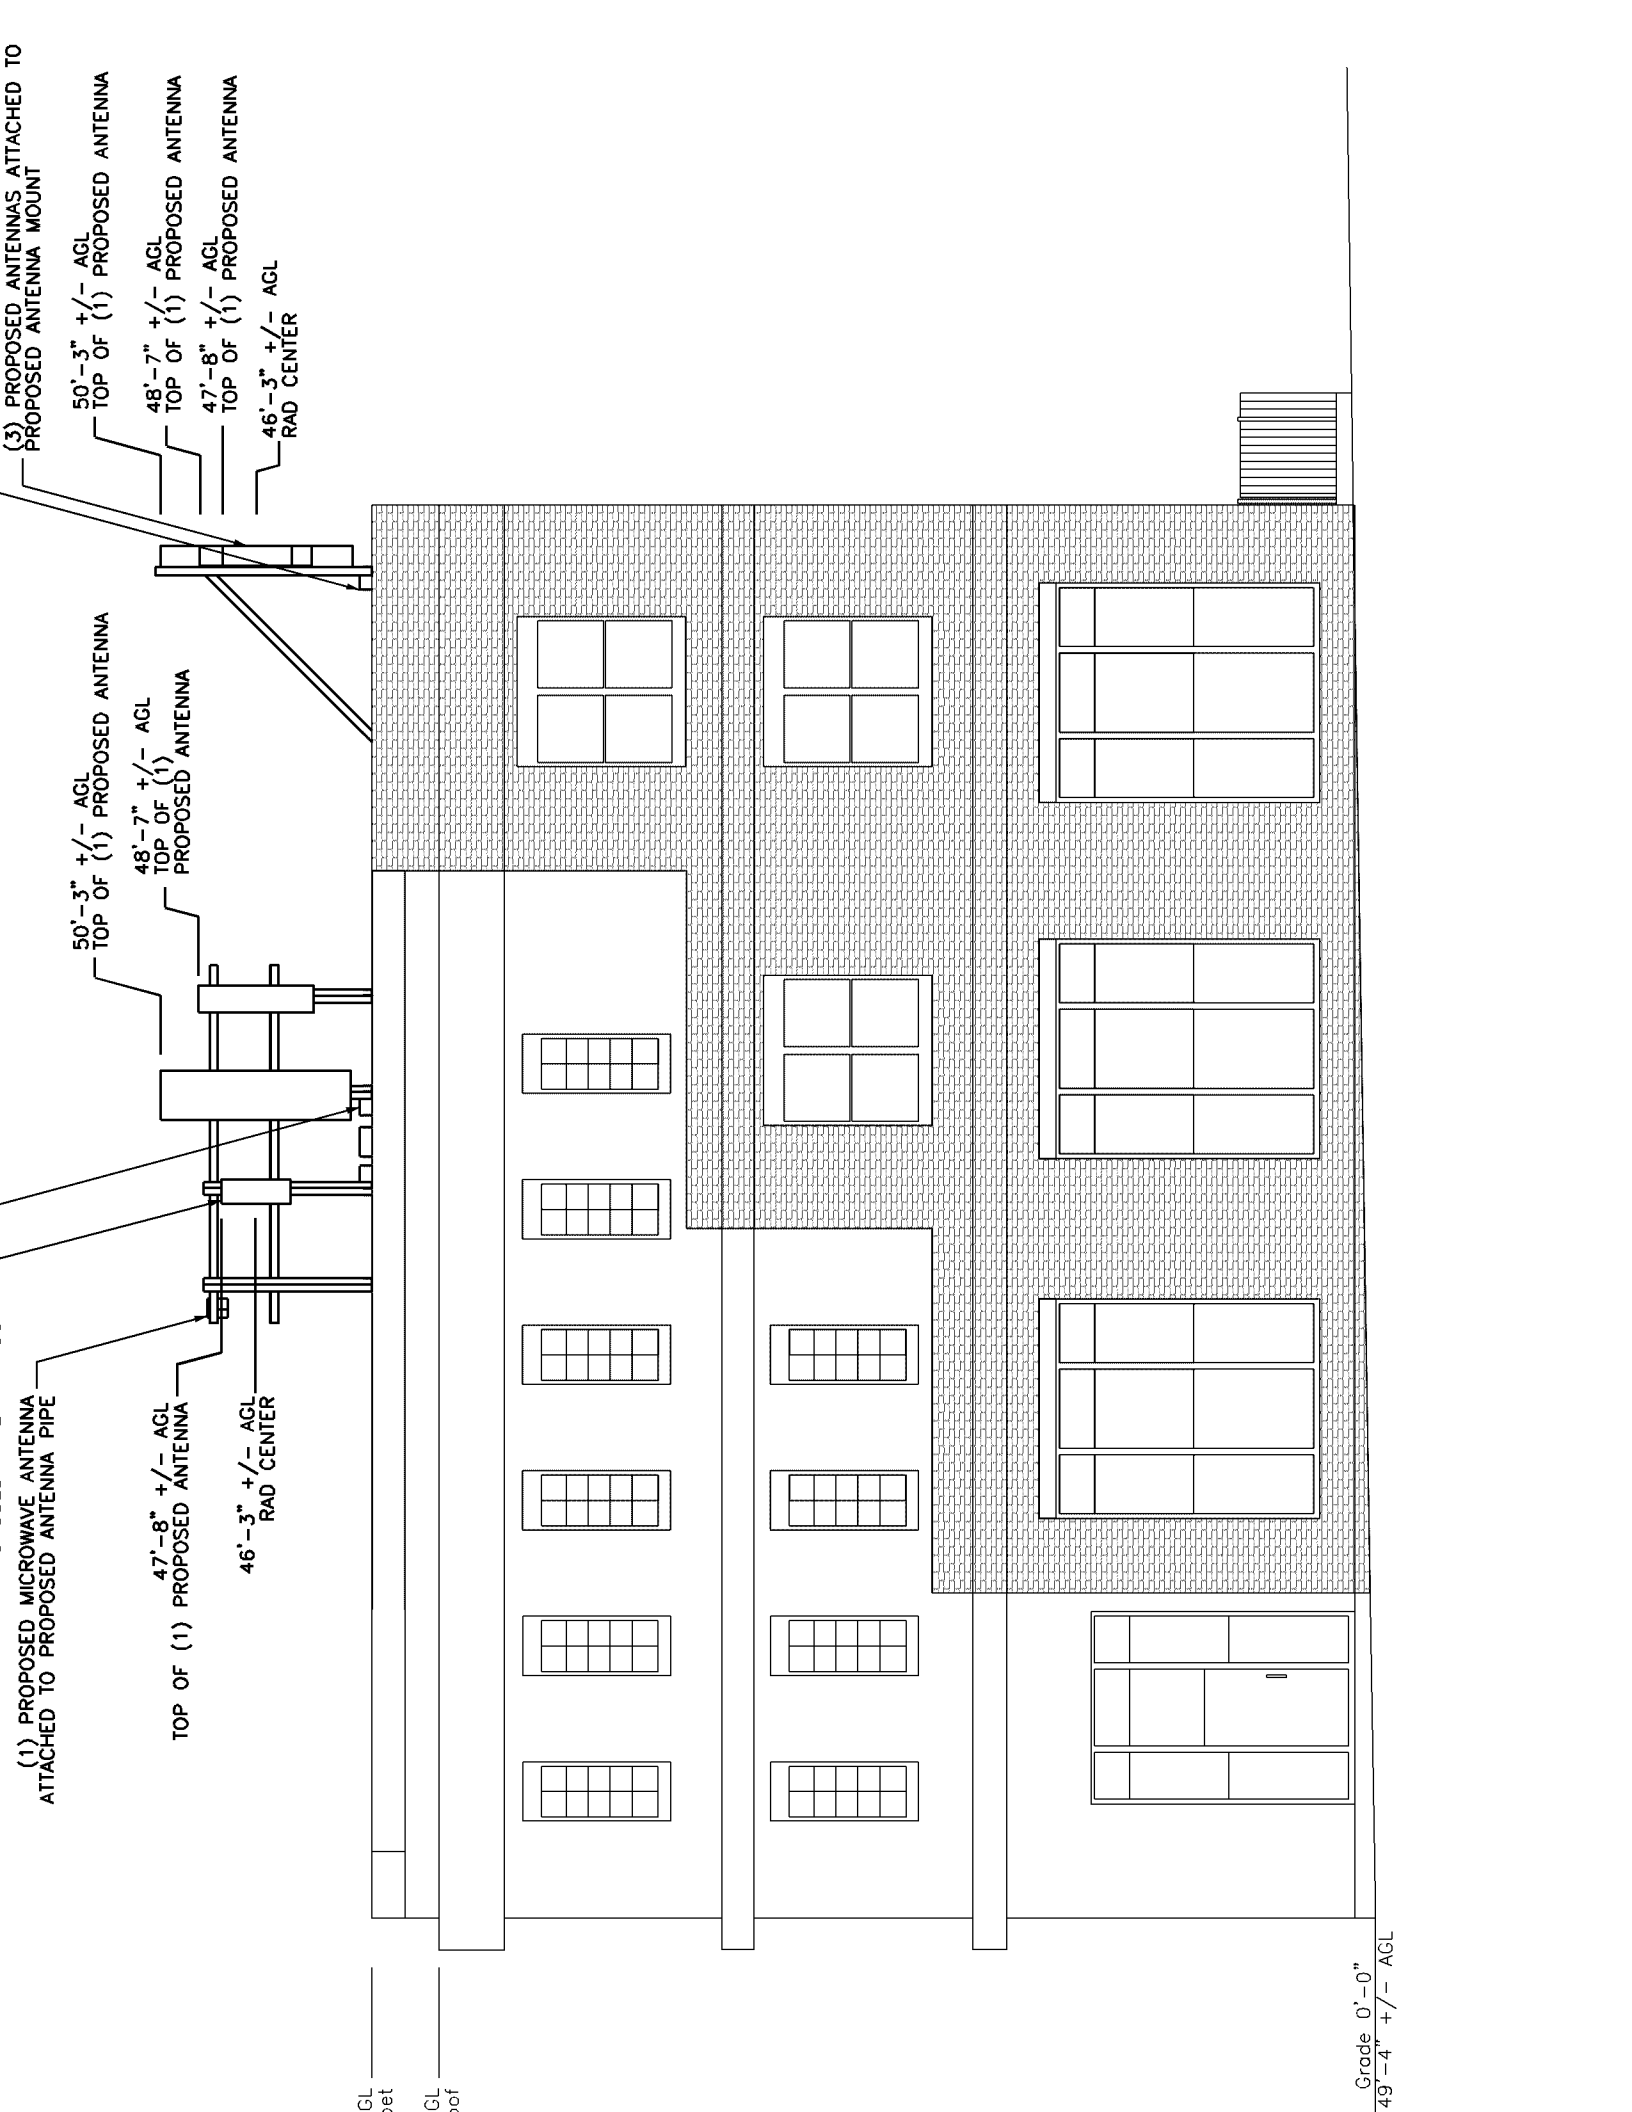 (1) PROPOSED MICROWAVE ANTENNA
ATTACHED TO PROPOSED ANTENNA PIPE
47'-8" +/- AGL
TOP OF (1) PROPOSED ANTENNA
46'-3" +/- AGL
RAD CENTER
50'-3" +/- AGL
TOP OF (1) PROPOSED ANTENNA
48'-7" +/- AGL
TOP OF (1)
PROPOSED ANTENNA
(3) PROPOSED ANTENNAS ATTACHED TO
PROPOSED ANTENNA MOUNT
50'-3" +/- AGL
TOP OF (1) PROPOSED ANTENNA
48'-7" +/- AGL
TOP OF (1) PROPOSED ANTENNA
47'-8" +/- AGL
TOP OF (1) PROPOSED ANTENNA
46'-3" +/- AGL
RAD CENTER
GL
pet
GL
oof
Grade 0'-0"
49'-4" +/- AGL